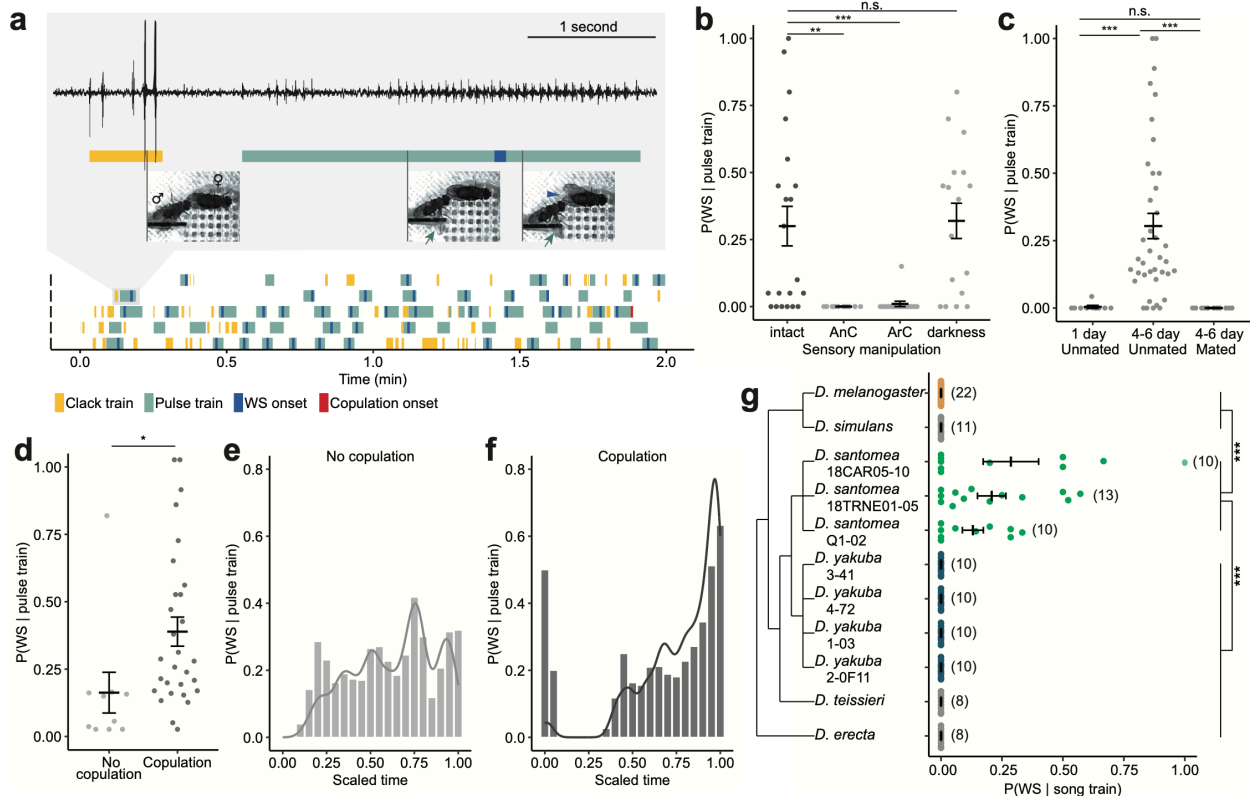 a
1 second
♂
♀
0.0
0.5
1.0
1.5
2.0
Time (min)
Clack train
Pulse train
WS onset
Copulation onset
b
n.s.
***
**
1.00
0.75
0.50
0.25
0.00
P(WS | pulse train)
intact
AnC
ArC
darkness
Sensory manipulation
c
n.s.
***
***
1.00
0.75
0.50
0.25
0.00
P(WS | pulse train)
1 day
Unmated
4-6 day
Unmated
4-6 day
Mated
d
*
1.00
0.75
0.50
0.25
0.00
P(WS | pulse train)
No
copulation
Copulation
e
No copulation
0.8
0.6
0.4
0.2
0.0
P(WS | pulse train)
0.00
0.25
0.50
0.75
1.00
Scaled time
f
Copulation
0.8
0.6
0.4
0.2
0.0
P(WS | pulse train)
0.00
0.25
0.50
0.75
1.00
Scaled time
g
D. melanogaster
(22)
D. simulans
(11)
D. santomea
18CAR05-10
(10)
D. santomea
18TRNE01-05
(13)
D. santomea
Q1-02
(10)
D. yakuba
3-41
(10)
D. yakuba
4-72
(10)
D. yakuba
1-03
(10)
D. yakuba
2-0F11
(10)
D. teissieri
(8)
D. erecta
(8)
***
***
0.00
0.25
0.50
0.75
1.00
P(WS | song train)